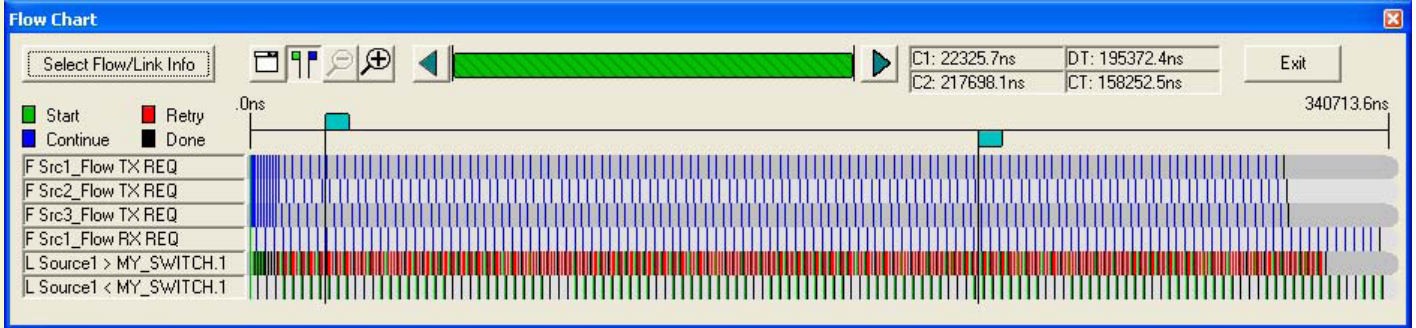 Flow Chart
Select Flow/Link Info
C1: 22325.7ns DT: 195372.4ns
C2: 217698.1ns CT: 158252.5ns
Exit
Start Retry
Continue Done
.0ns 340713.6ns
F Src1_Flow TX REQ
F Src2_Flow TX REQ
F Src3_Flow TX REQ
F Src1_Flow RX REQ
L Source1 > MY_SWITCH.1
L Source1 < MY_SWITCH.1